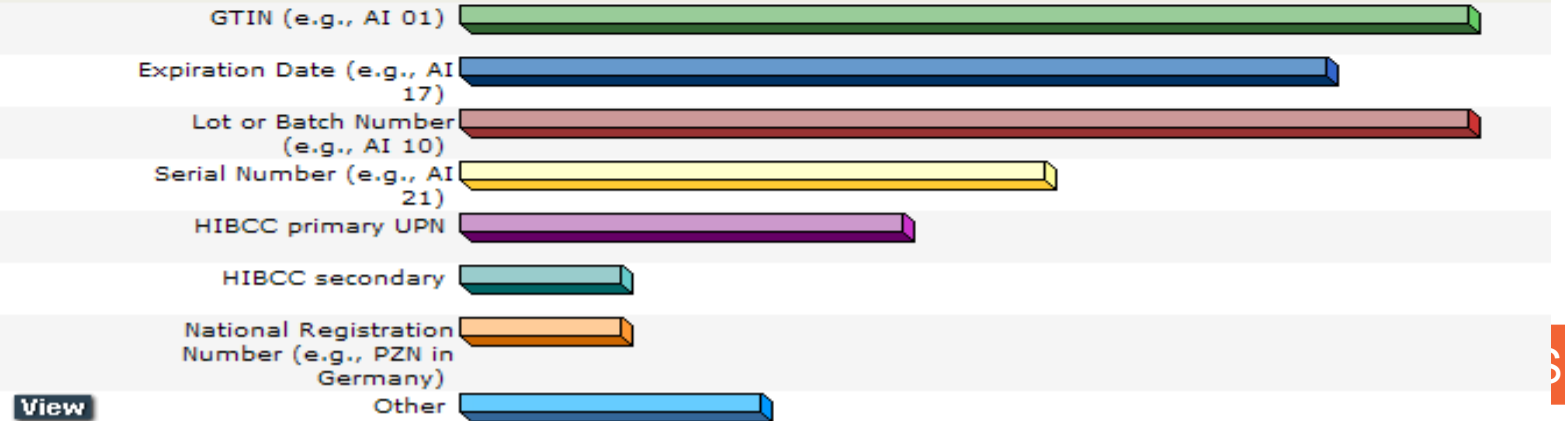 GTIN (e.g., AI 01)
Expiration Date (e.g., AI
17)
Lot or Batch Number
(e.g., AI 10)
Serial Number (e.g., AI
21)
HIBCC primary UPN
HIBCC secondary
National Registration
Number (e.g., PZN in
Germany)
View
Other